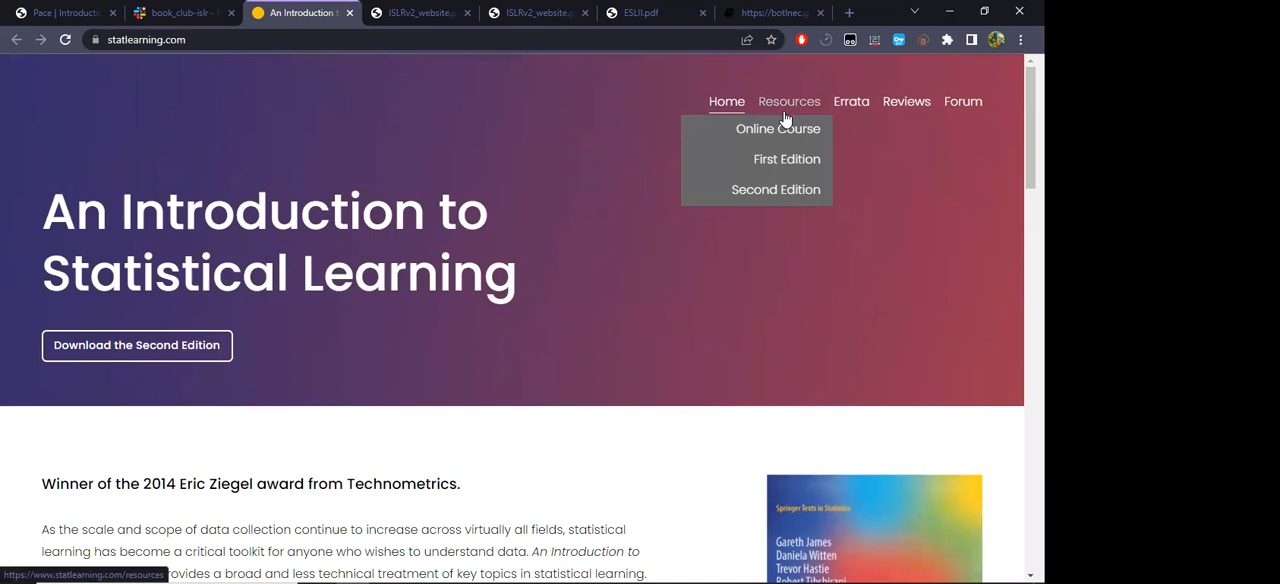 Pace | Introducti
book_club-islr -
An Introduction t
ISLRv2_website.p
ISLRv2_website.p
ESLII.pdf
https://botlnec.g
statlearning.com
Home Resources Errata Reviews Forum
Online Course
First Edition
Second Edition
An Introduction to
Statistical Learning
Download the Second Edition
Winner of the 2014 Eric Ziegel award from Technometrics.
As the scale and scope of data collection continue to increase across virtually all fields, statistical
learning has become a critical toolkit for anyone who wishes to understand data. An Introduction to
provides a broad and less technical treatment of key topics in statistical learning.
Springer Texts in Statistics
Gareth James
Daniela Witten
Trevor Hastie
Robert Tibshirani
https://www.statlearning.com/resources